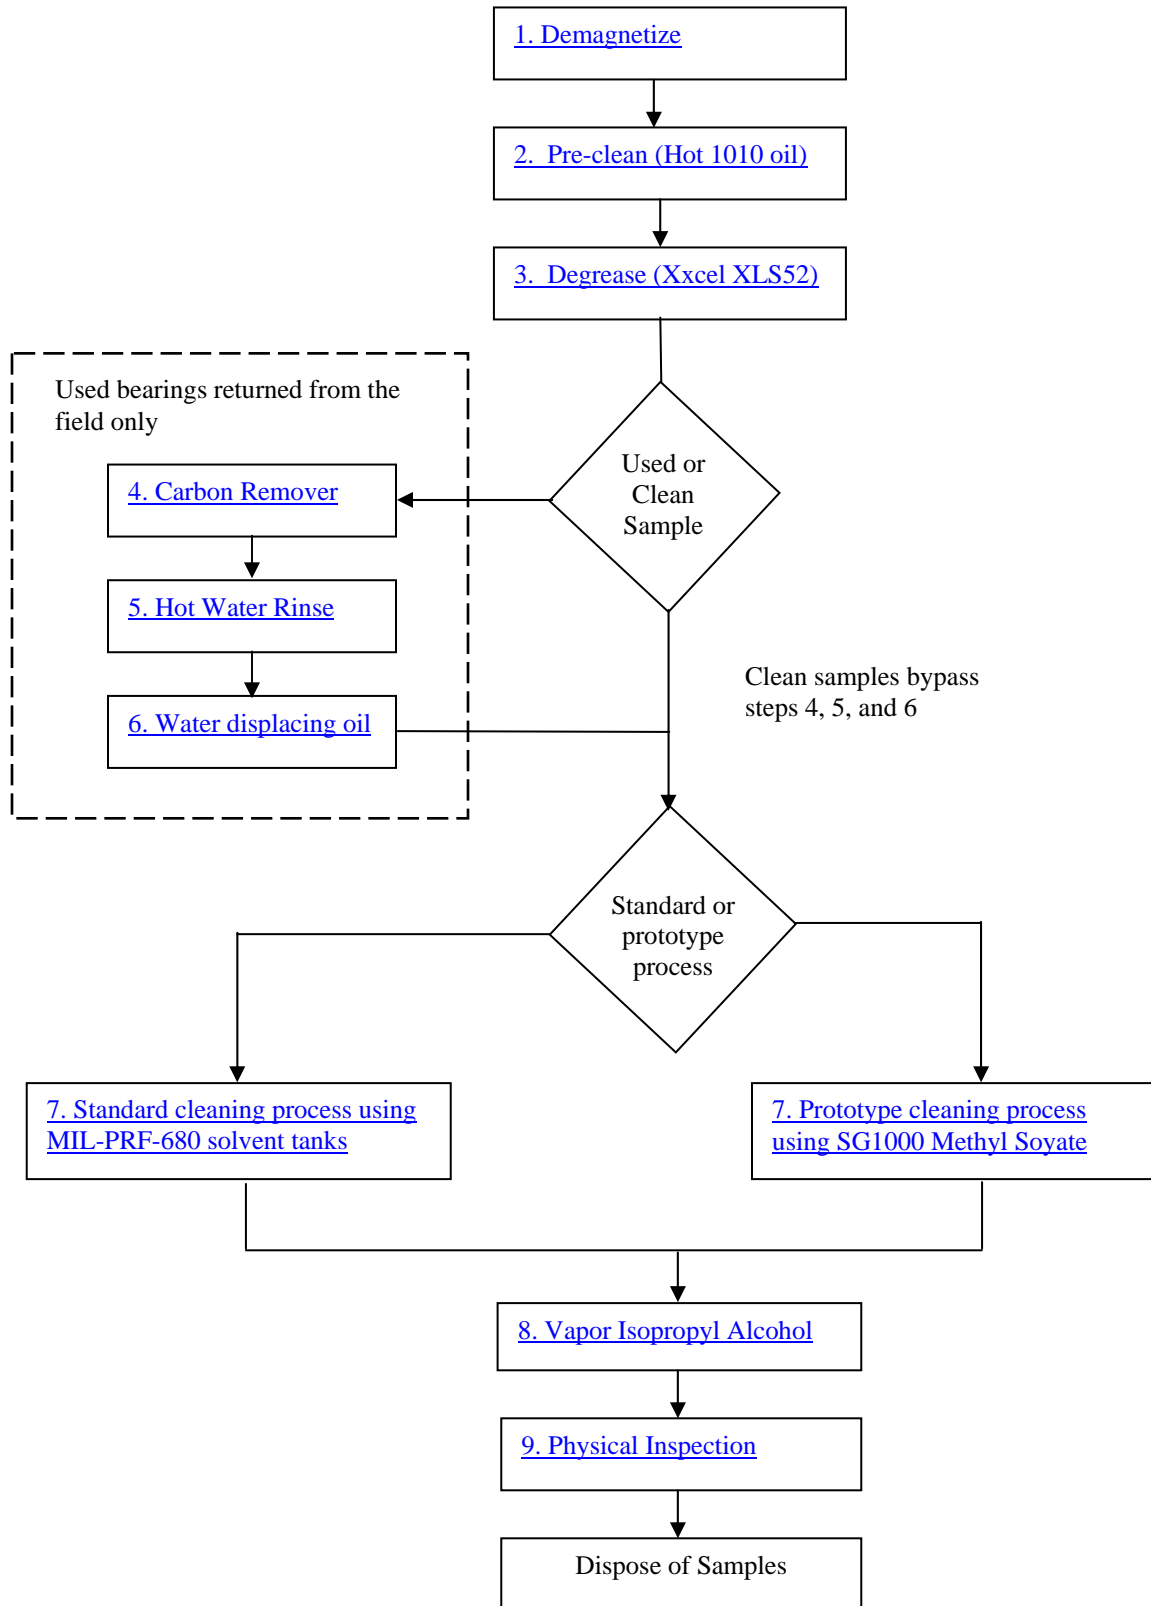 1. Demagnetize
2.  Pre-clean (Hot 1010 oil)
3.  Degrease (Xxcel XLS52)
Used bearings returned from the
field only
Used or
Clean
Sample
4. Carbon Remover
5. Hot Water Rinse
6. Water displacing oil
Clean samples bypass
steps 4, 5, and 6
Standard or
prototype
process
7. Standard cleaning process using
MIL-PRF-680 solvent tanks
7. Prototype cleaning process
using SG1000 Methyl Soyate
8. Vapor Isopropyl Alcohol
9. Physical Inspection
Dispose of Samples